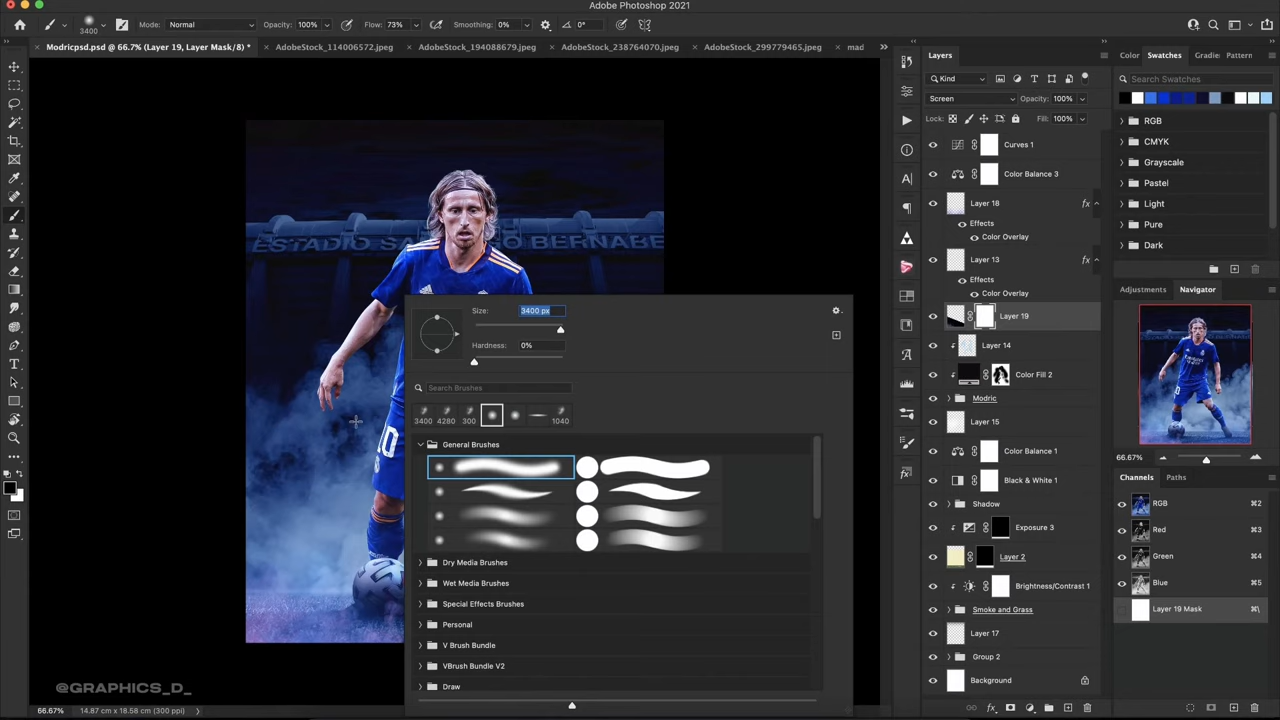 Adobe Photoshop 2021
3400
Mode: Normal
Opacity: 100%
Flow: 73%
Smoothing: 0%
0°
Modricpsd.psd @ 66.7% (Layer 19, Layer Mask/8) *
AdobeStock_114006572.jpeg
AdobeStock_194088679.jpeg
AdobeStock_238764070.jpeg
AdobeStock_299779465.jpeg
mad
ESTADIO SA
BERNABE
@GRAPHICS_D_
66.67%
14.87 cm x 18.58 cm (300 ppi)
Size: 3400 px
Hardness: 0%
Search Brushes
3400 4280 300 1040
General Brushes
Dry Media Brushes
Wet Media Brushes
Special Effects Brushes
Personal
V Brush Bundle
VBrush Bundle V2
Draw
Layers
Kind
Screen
Opacity: 100%
Lock:
Fill: 100%
Curves 1
Color Balance 3
Layer 18
fx
Effects
Color Overlay
Layer 13
fx
Effects
Color Overlay
Layer 19
Layer 14
Color Fill 2
Modric
Layer 15
Color Balance 1
Black & White 1
Shadow
Exposure 3
Layer 2
Brightness/Contrast 1
Smoke and Grass
Layer 17
Group 2
Background
Color Swatches Gradie Pattern
Search Swatches
RGB
CMYK
Grayscale
Pastel
Light
Pure
Dark
Adjustments Navigator
66.67%
Channels Paths
RGB ⌘2
Red ⌘3
Green ⌘4
Blue ⌘5
Layer 19 Mask ⌘\